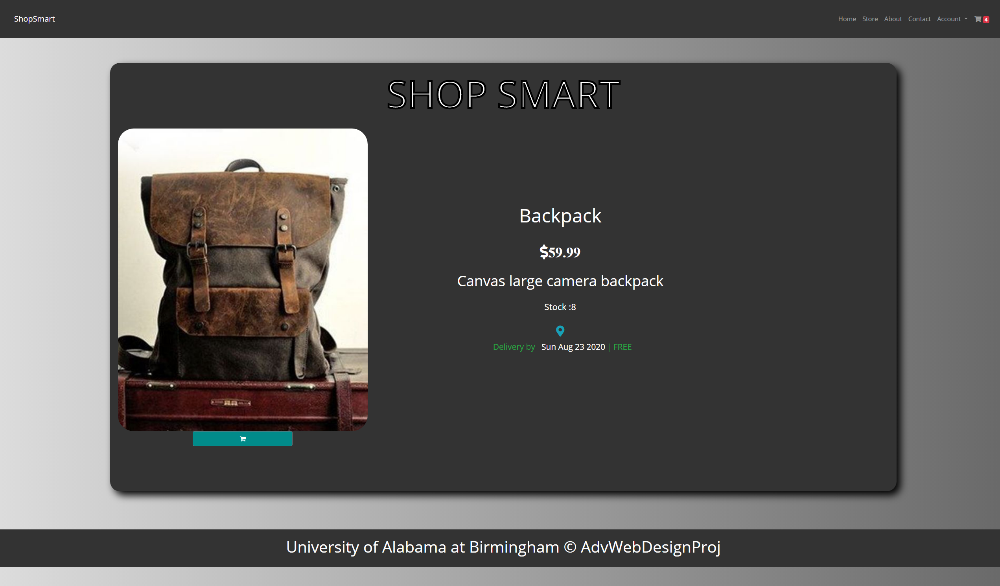 ShopSmart
Home Store About Contact Account 4
SHOP SMART
Backpack
$59.99
Canvas large camera backpack
Stock :8
Delivery by Sun Aug 23 2020 | FREE
University of Alabama at Birmingham © AdvWebDesignProj